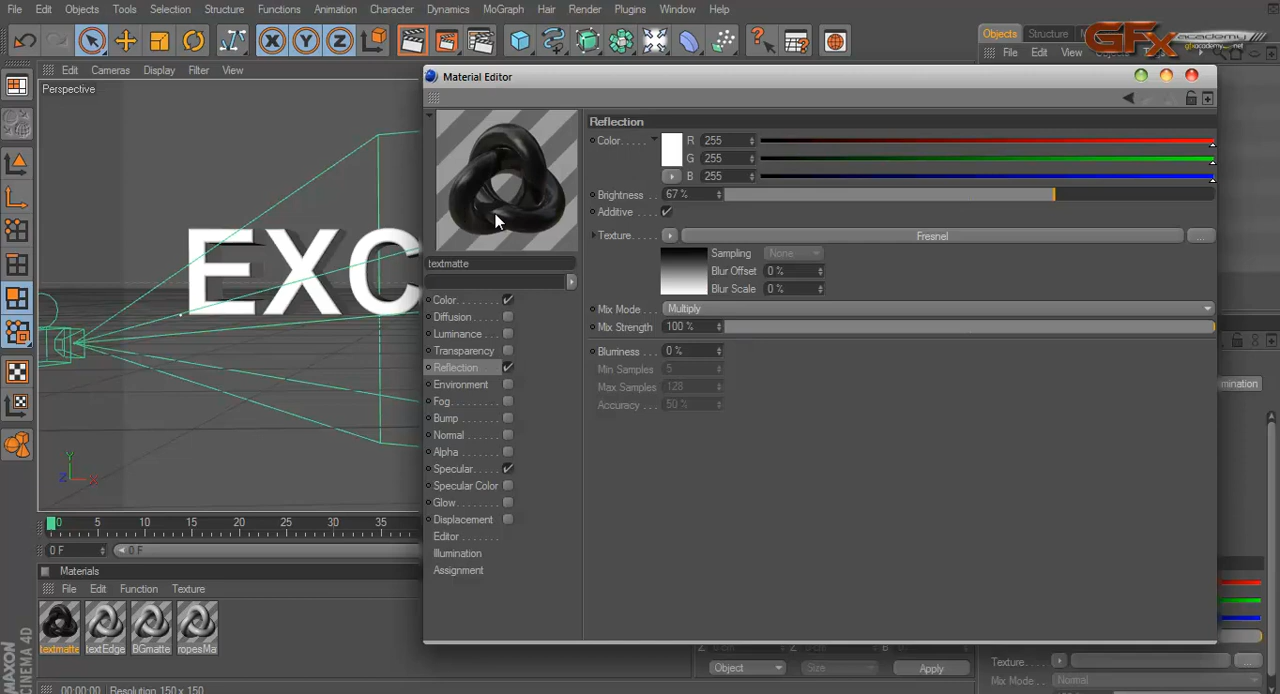 File Edit Objects Tools Selection Structure Functions Animation Character Dynamics MoGraph Hair Render Plugins Window Help
Objects Structure
GFx academy
gfxacademy.net
File Edit View
Edit Cameras Display Filter View
Perspective
EXC
Material Editor
Reflection
Color R 255
G 255
B 255
Brightness 67 %
Additive
Texture Fresnel ...
Sampling None
Blur Offset 0 %
Blur Scale 0 %
Mix Mode Multiply
Mix Strength 100 %
Blurriness 0 %
Min Samples 5
Max Samples 128
Accuracy 50 %
textmatte
Color
Diffusion
Luminance
Transparency
Reflection
Environment
Fog
Bump
Normal
Alpha
Specular
Specular Color
Glow
Displacement
Editor
Illumination
Assignment
mination
X Y Z
Y
Z X
0 5 10 15 20 25 30 35
0 F 0 F
Materials
File Edit Function Texture
textmatte textEdge BGmatte ropesMa
MAXON
CINEMA 4D
Object Size Apply
Texture ...
Mix Mode Normal
00:00:00 Resolution 150 x 150